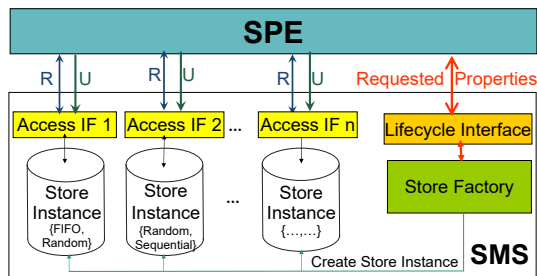 SPE
R U R U R U Requested Properties
Access IF 1 Access IF 2 ... Access IF n Lifecycle Interface
Store Instance {FIFO, Random}
Store Instance {Random, Sequential}
...
Store Instance {...,...}
Store Factory
Create Store Instance
SMS